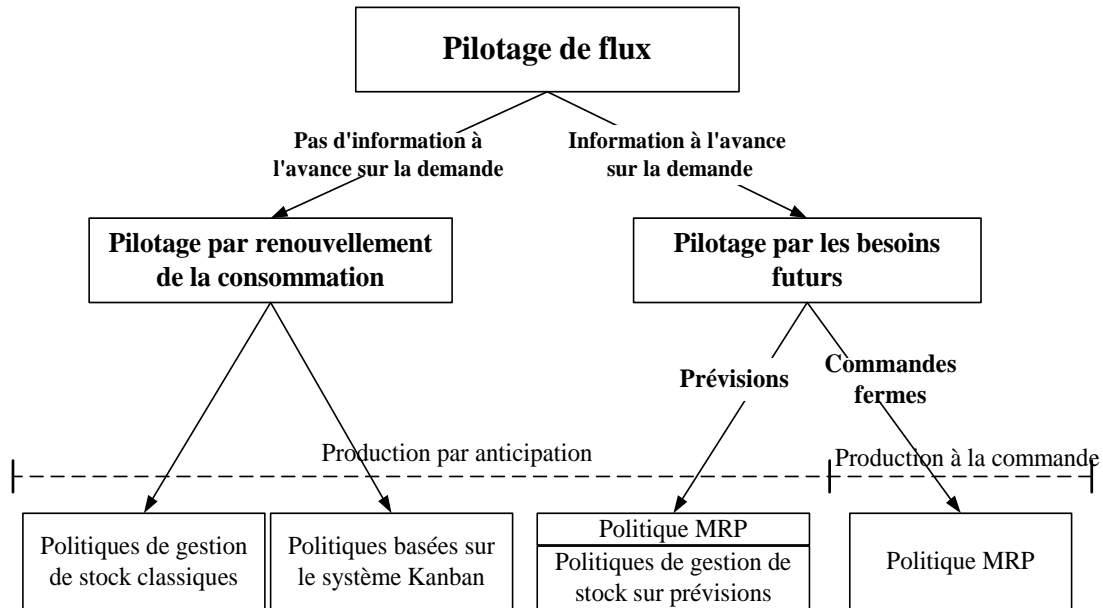 Pilotage de flux
Pas d'information à
l'avance sur la demande
Information à l'avance
sur la demande
Pilotage par renouvellement
de la consommation
Pilotage par les besoins
futurs
Prévisions
Commandes
fermes
Production par anticipation
Production à la commande
Politiques de gestion
de stock classiques
Politiques basées sur
le système Kanban
Politique MRP
Politiques de gestion de
stock sur prévisions
Politique MRP